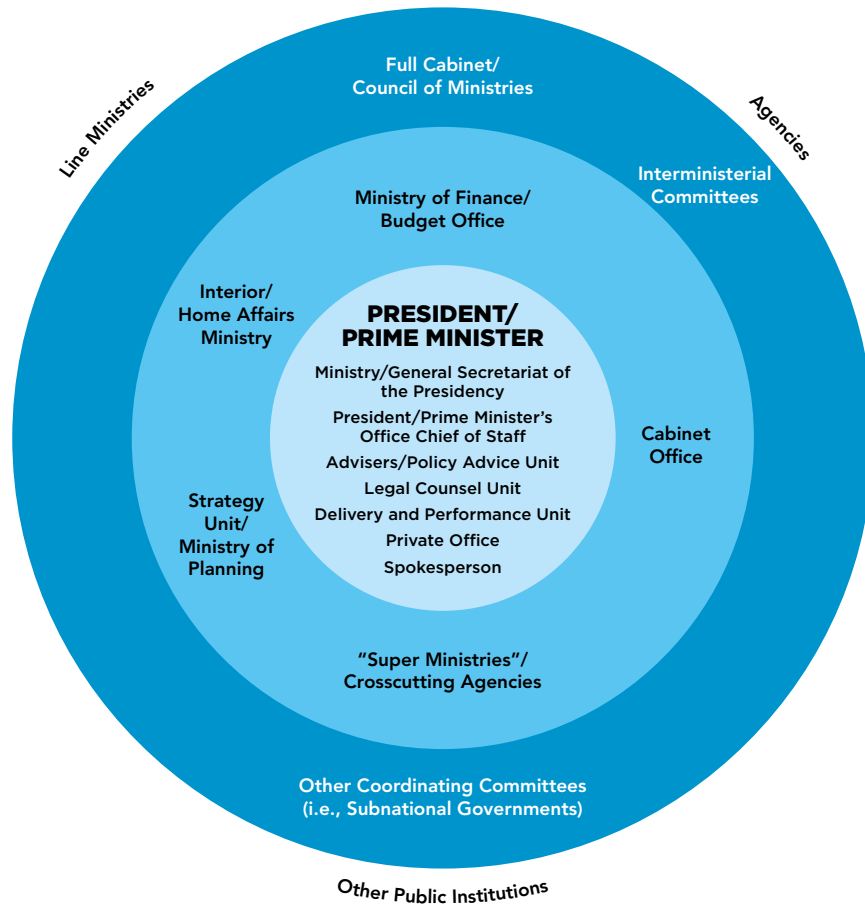 Full Cabinet/
Council of Ministries
Line Ministries
Agencies
Interministerial
Committees
Ministry of Finance/
Budget Office
Interior/
Home Affairs
Ministry
PRESIDENT/
PRIME MINISTER
Ministry/General Secretariat of
the Presidency
President/Prime Minister’s
Office Chief of Staff
Advisers/Policy Advice Unit
Legal Counsel Unit
Delivery and Performance Unit
Private Office
Spokesperson
Cabinet
Office
Strategy
Unit/
Ministry of
Planning
“Super Ministries”/
Crosscutting Agencies
Other Coordinating Committees
(i.e., Subnational Governments)
Other Public Institutions